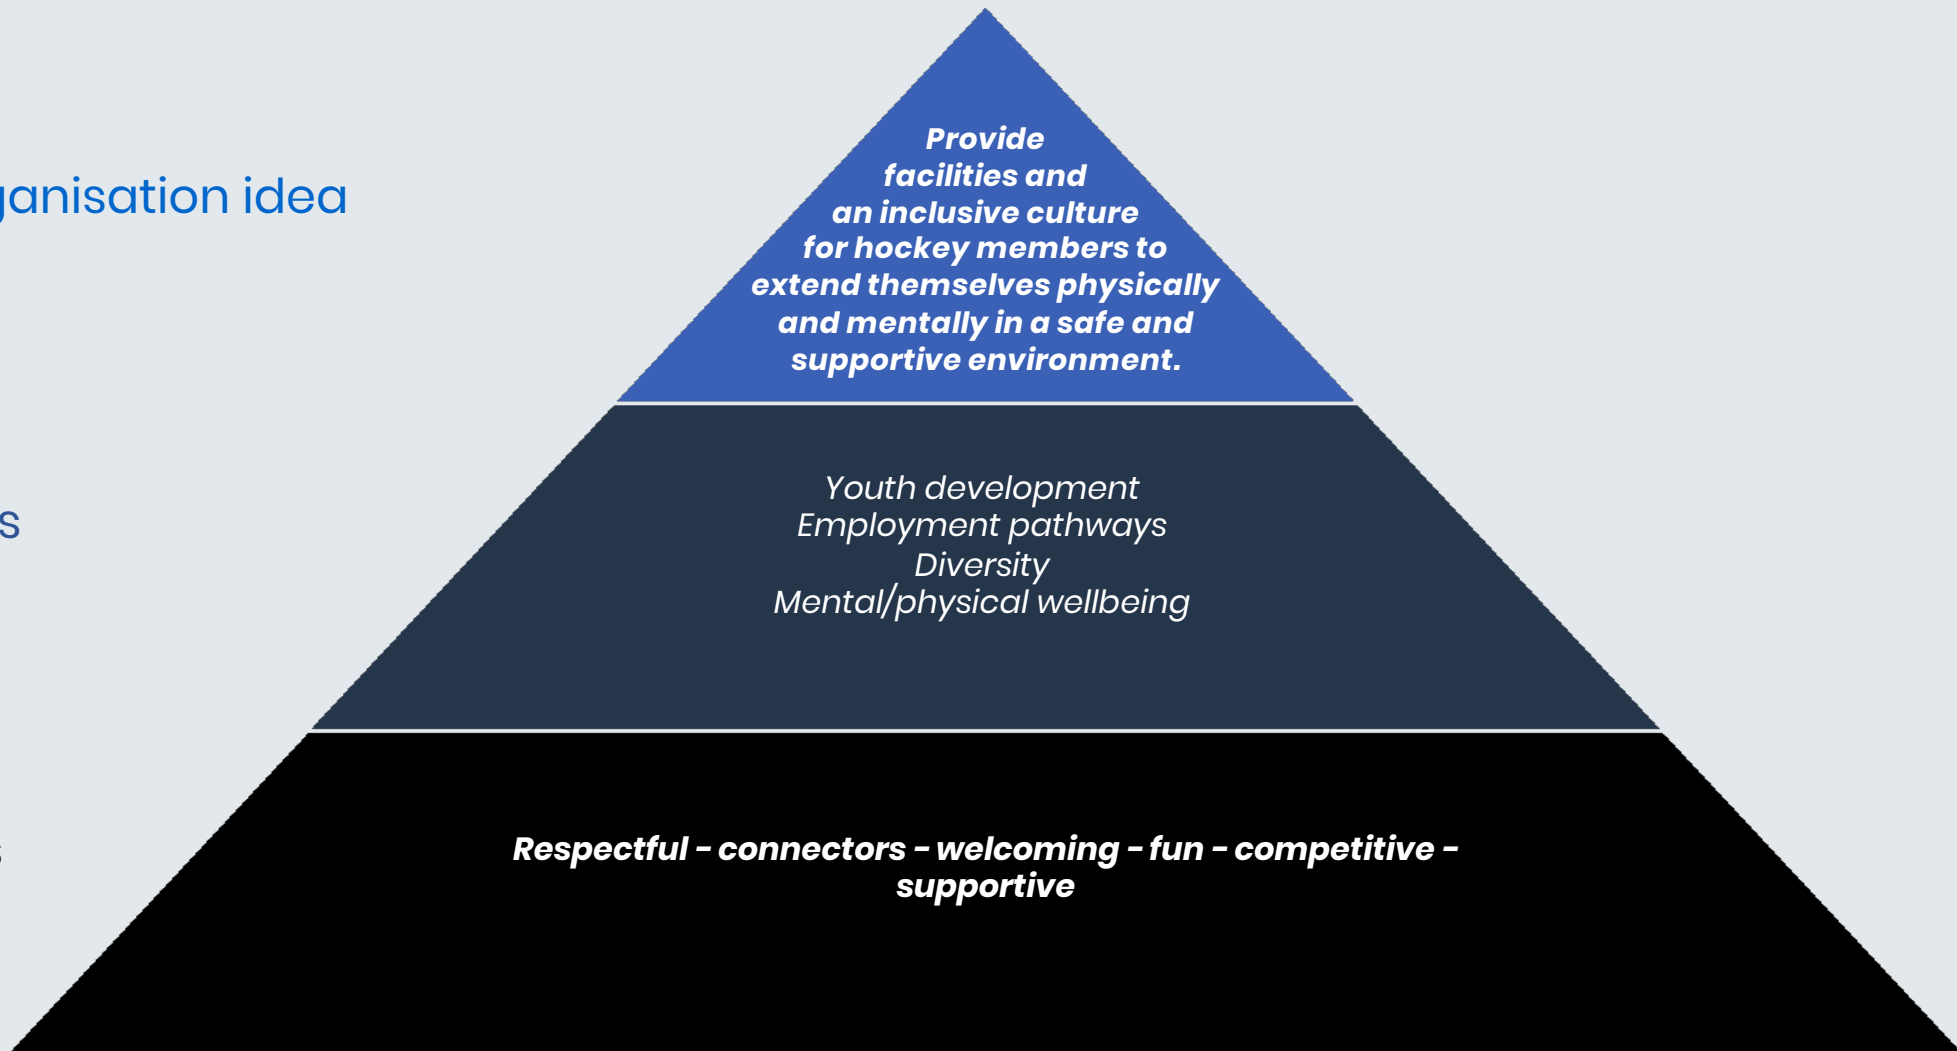 Provide
facilities and
an inclusive culture
for hockey members to
extend themselves physically
and mentally in a safe and
supportive environment.
ganisation idea
Youth development
Employment pathways
Diversity
Mental/physical wellbeing
s
Respectful - connectors - welcoming - fun - competitive -
supportive
s